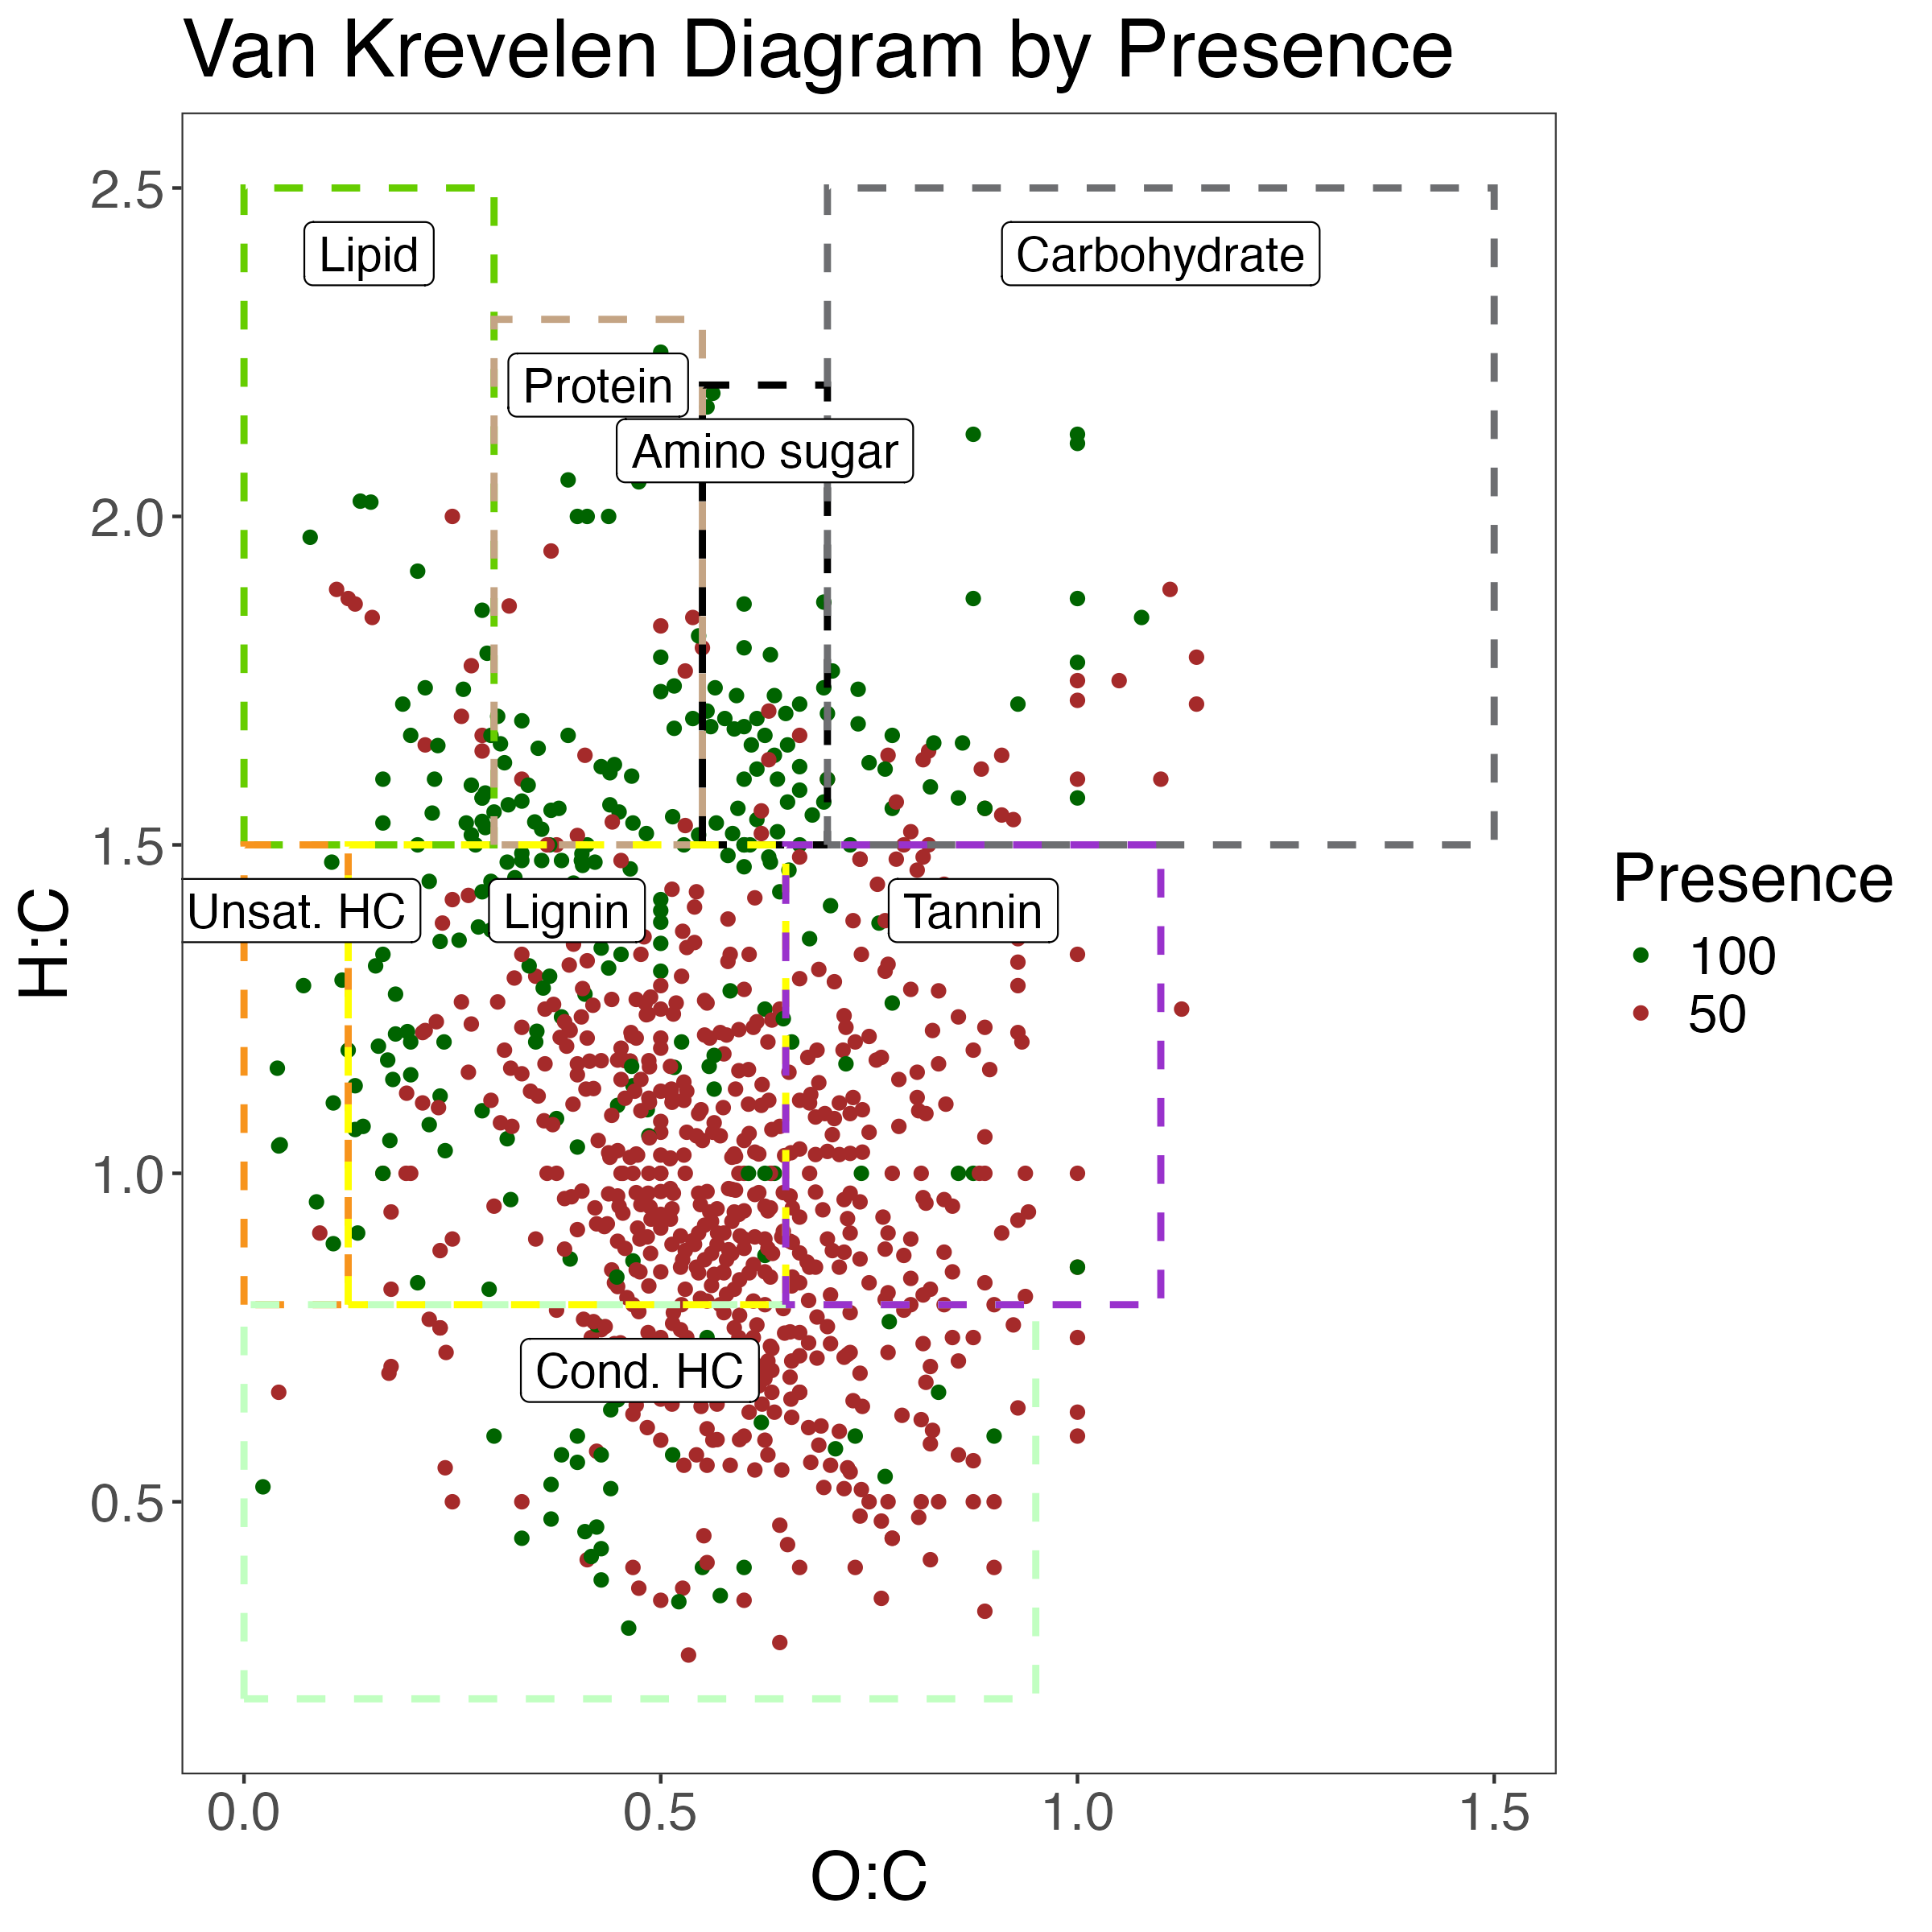 Van Krevelen Diagram by Presence
2.5
2.0
1.5
1.0
0.5
H:C
Lipid
Carbohydrate
Protein
Amino sugar
Unsat. HC
Lignin
Tannin
Cond. HC
0.0
0.5
1.0
1.5
O:C
Presence
100
50